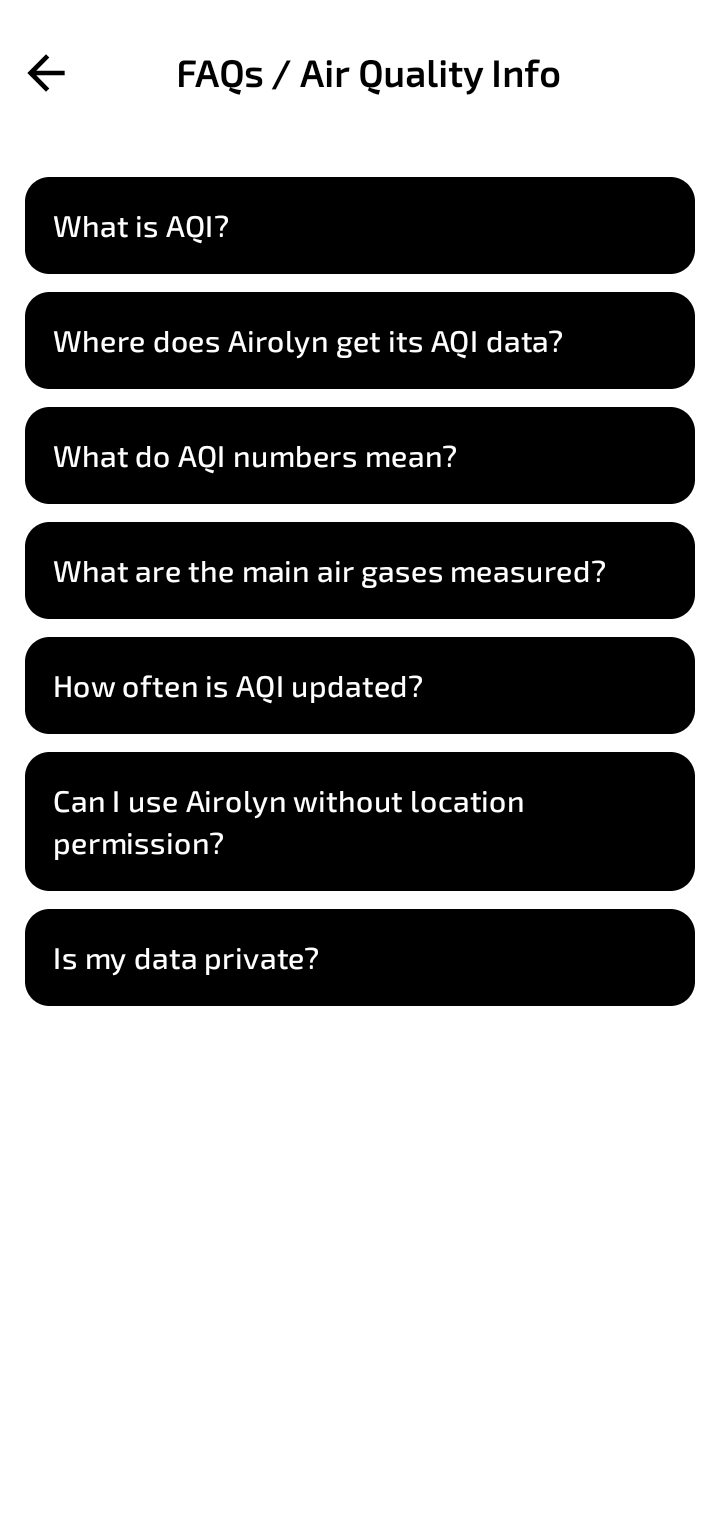 FAQs / Air Quality Info
What is AQI?
Where does Airolyn get its AQI data?
What do AQI numbers mean?
What are the main air gases measured?
How often is AQI updated?
Can I use Airolyn without location
permission?
Is my data private?